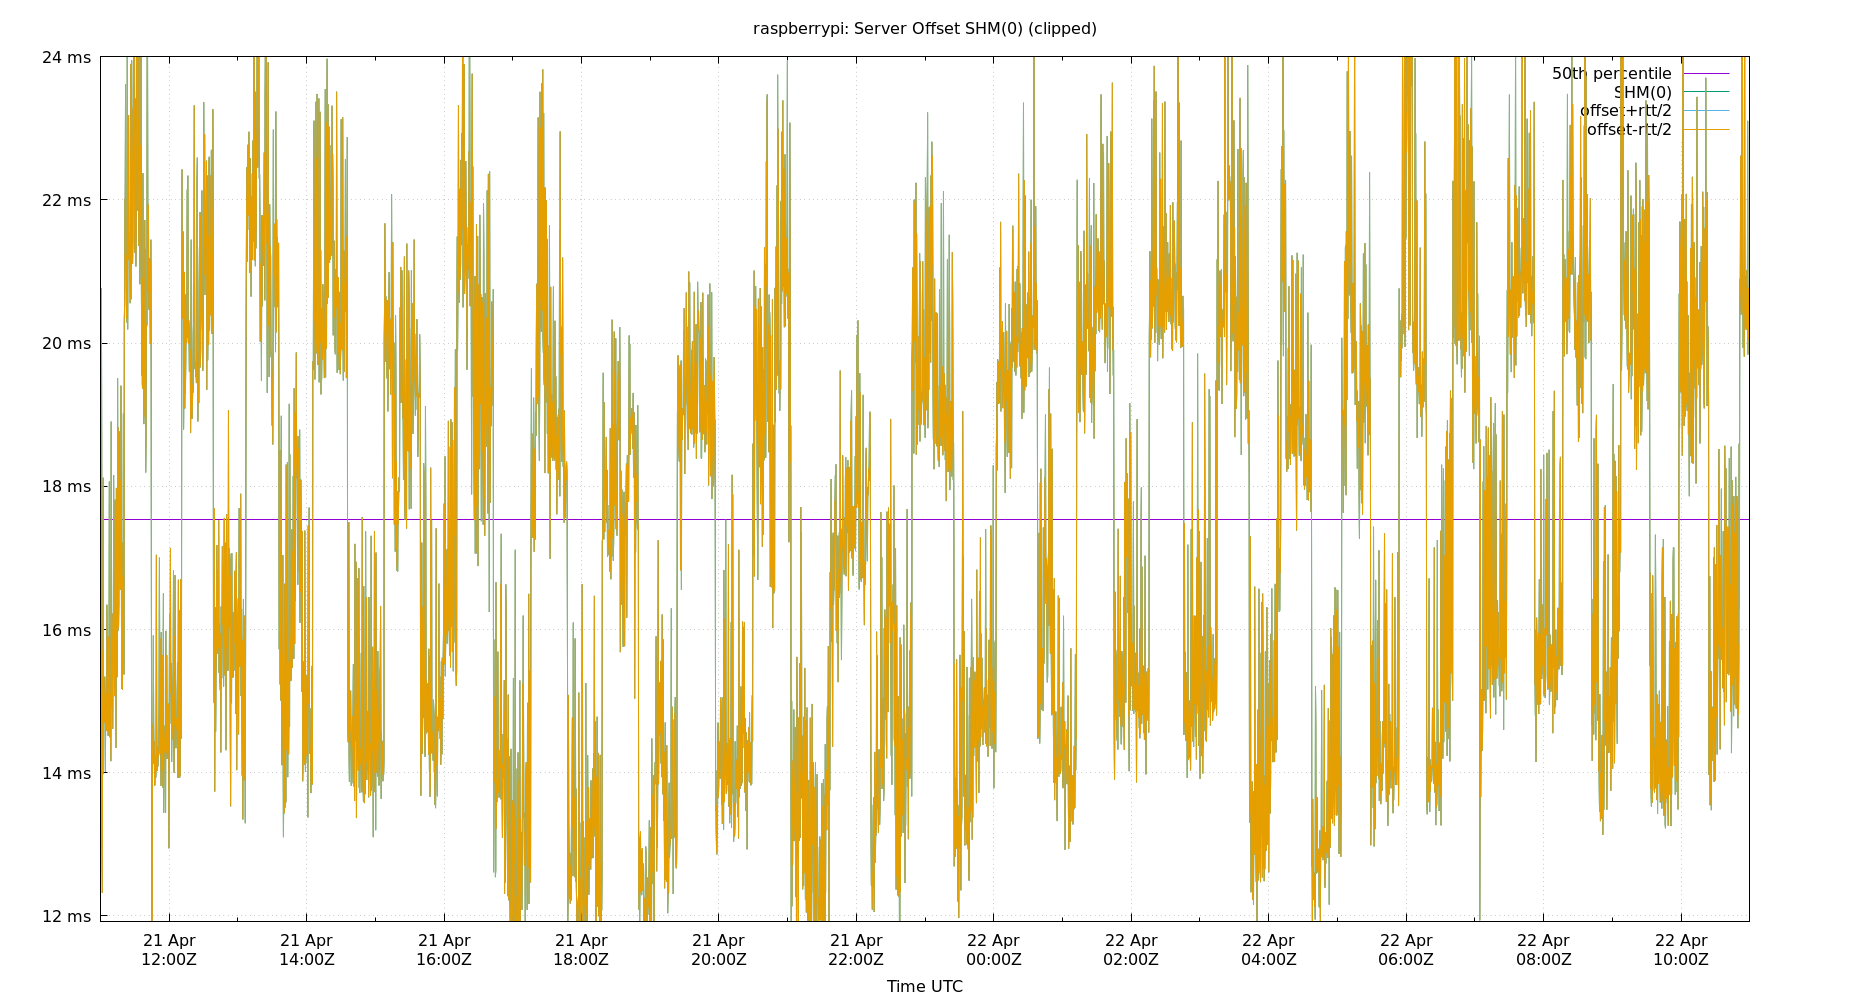 raspberrypi: Server Offset SHM(0) (clipped)
24 ms
22 ms
20 ms
18 ms
16 ms
14 ms
12 ms
50th percentile
SHM(0)
offset+rtt/2
offset-rtt/2
21 Apr 21 Apr 21 Apr 21 Apr 21 Apr 21 Apr 22 Apr 22 Apr 22 Apr 22 Apr 22 Apr 22 Apr
12:00Z 14:00Z 16:00Z 18:00Z 20:00Z 22:00Z 00:00Z 02:00Z 04:00Z 06:00Z 08:00Z 10:00Z
Time UTC